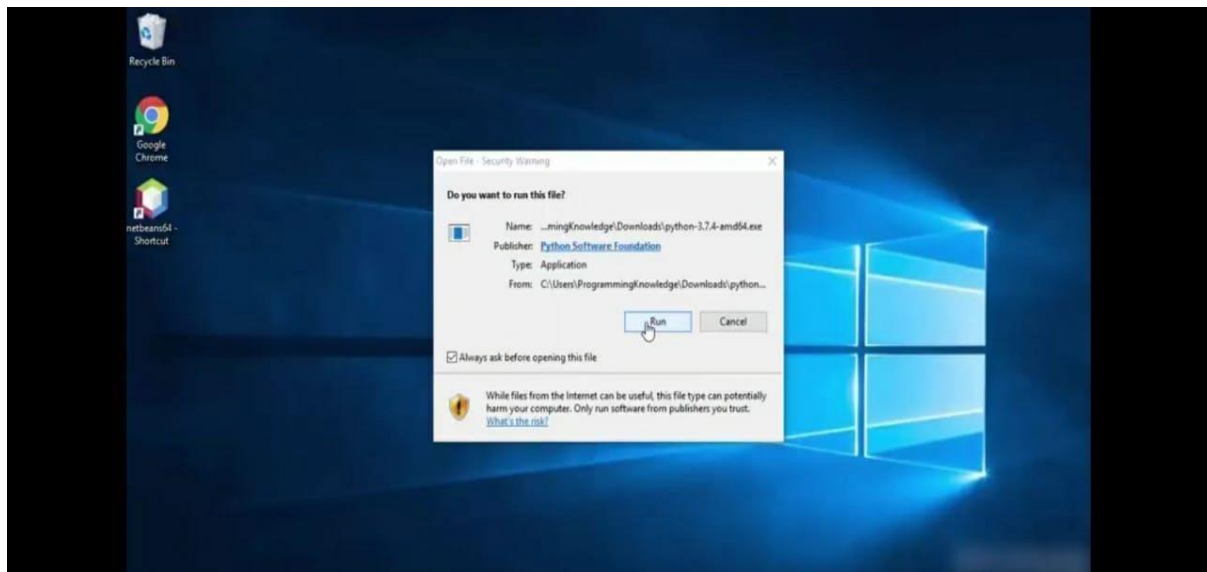 Recycle Bin
Google
Chrome
netbeans64 -
Shortcut
Open File - Security Warning
Do you want to run this file?
Name: ...mingKnowledge\Downloads\python-3.7.4-amd64.exe
Publisher: Python Software Foundation
Type: Application
From: C:\Users\ProgrammingKnowledge\Downloads\python...
Run Cancel
Always ask before opening this file
While files from the Internet can be useful, this file type can potentially
harm your computer. Only run software from publishers you trust.
What's the risk?